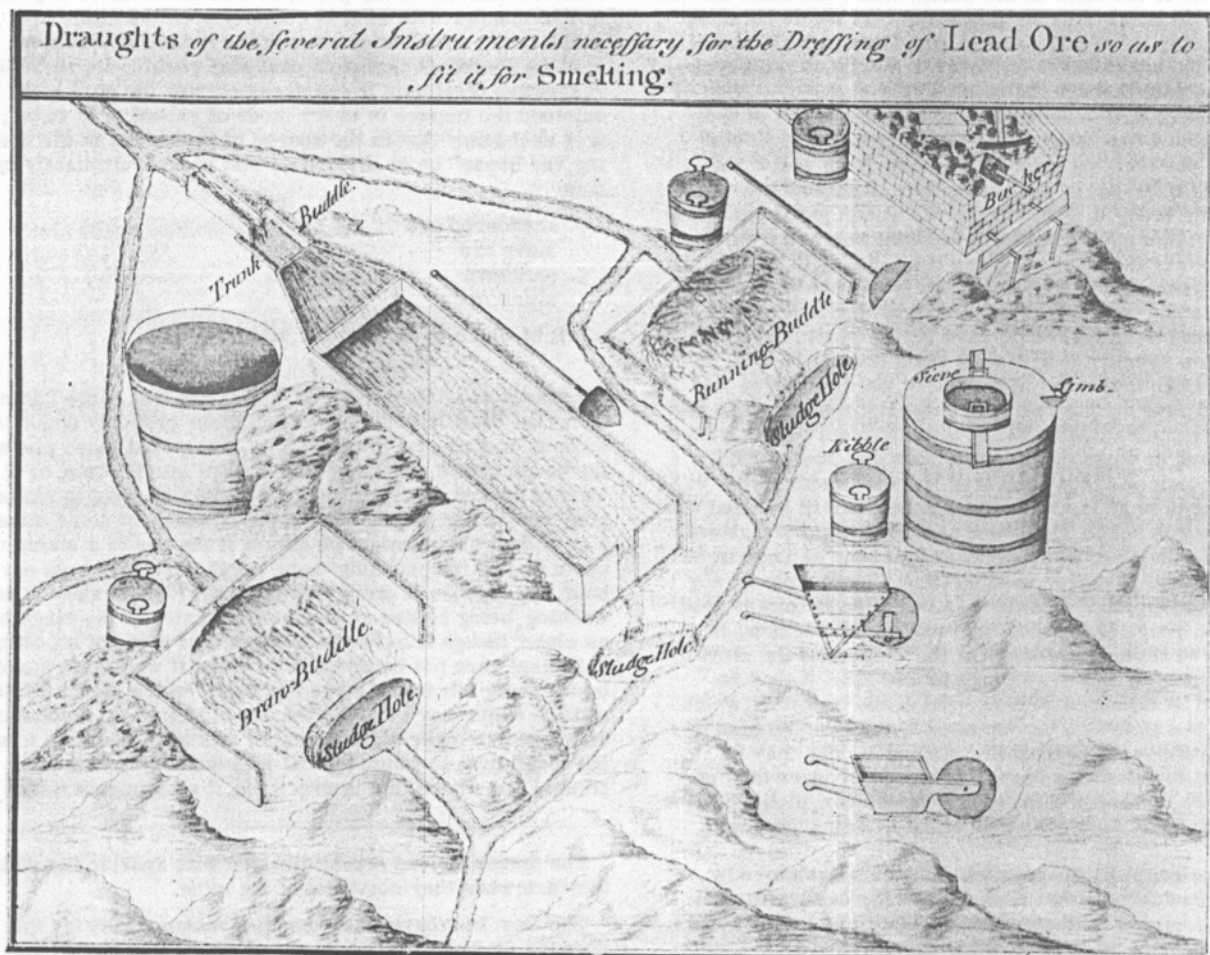 Draughts of the ſeveral Instruments neceſſary for the Dreſſing of Lead Ore so as to
fit it for Smelting.
Bucker
Buddle.
Trunk
Running-Buddle
Sludge Hole
Sieve
Gmb.
Kibble
Sludge Hole
Draw-Buddle.
Sludge Hole.